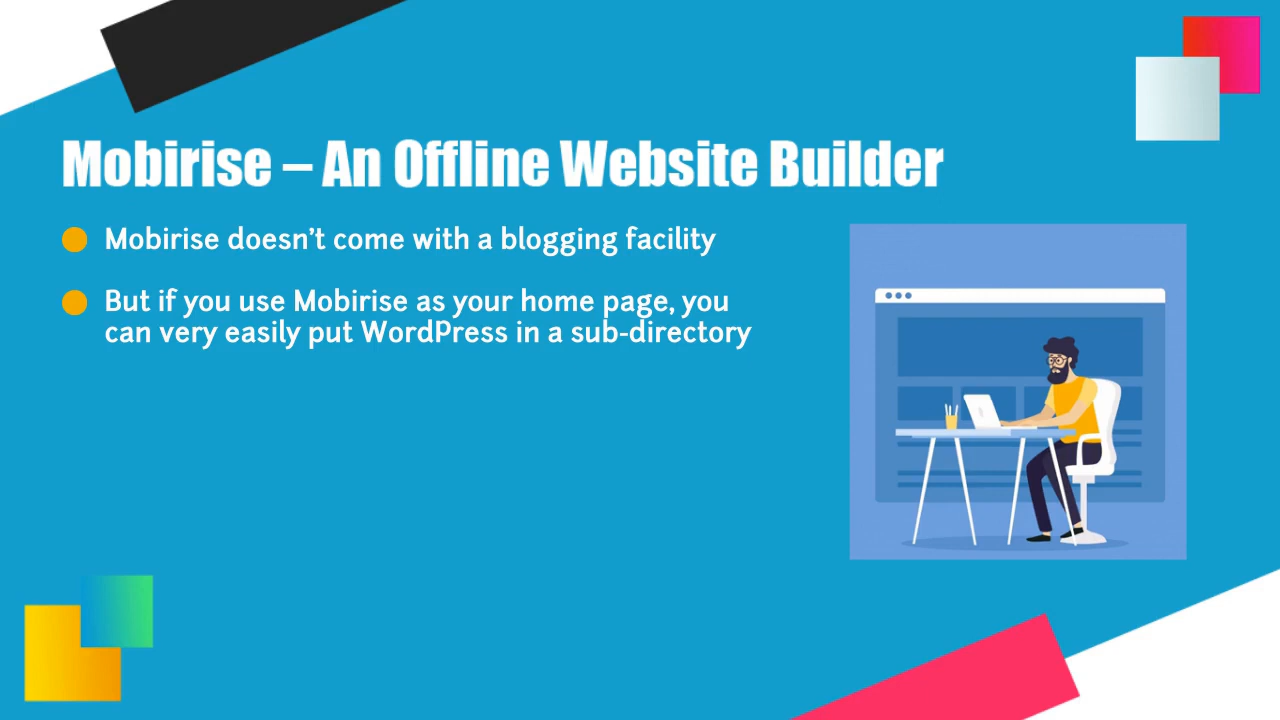 Mobirise – An Offline Website Builder
Mobirise doesn’t come with a blogging facility
But if you use Mobirise as your home page, you
can very easily put WordPress in a sub-directory